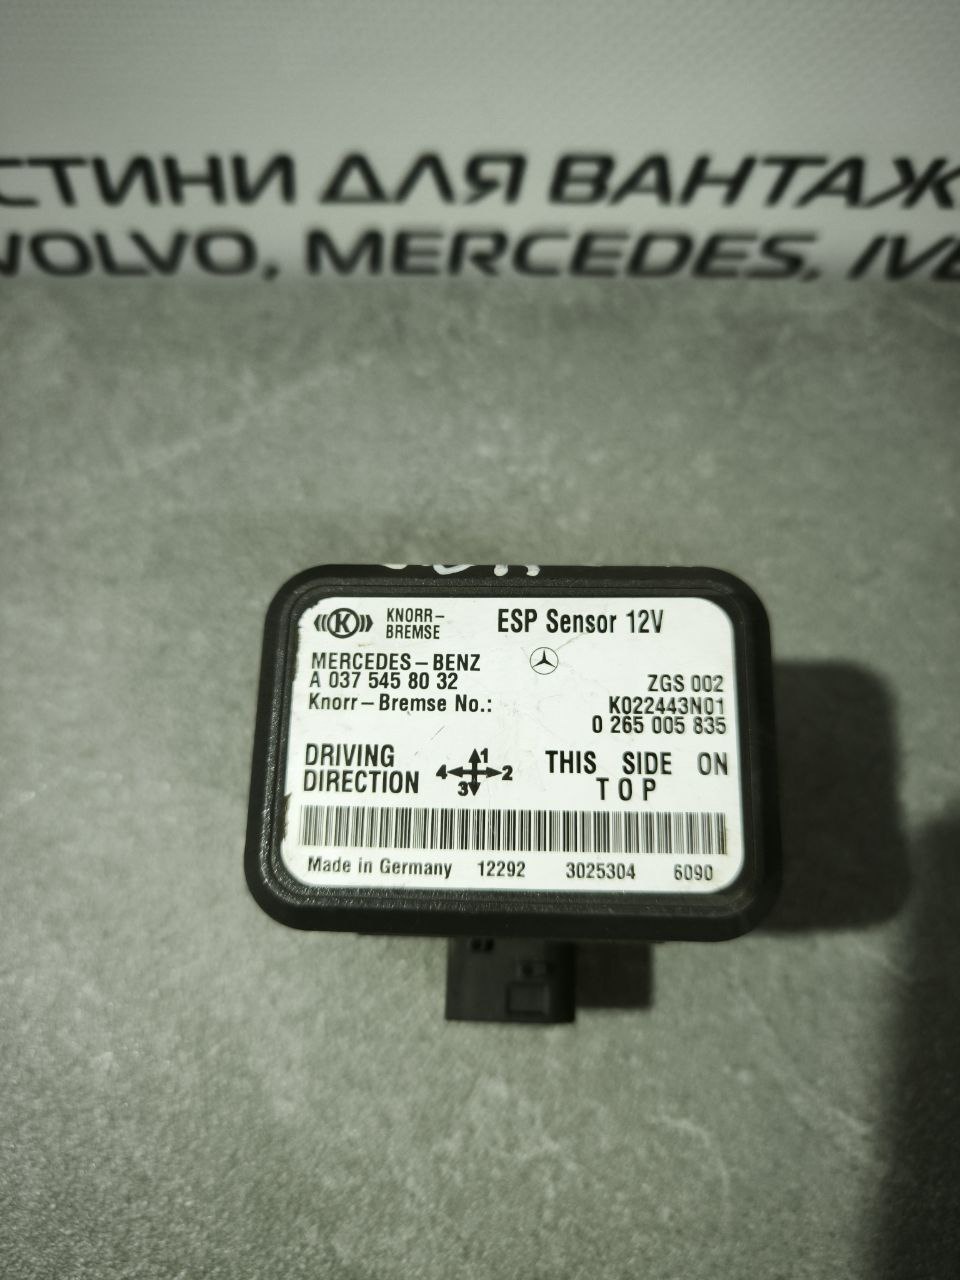 СТИНИ ДЛЯ ВАНТАЖ
VOLVO, MERCEDES, IVE
KNORR-
BREMSE
ESP Sensor 12V
MERCEDES-BENZ
A 037 545 80 32
ZGS 002
Knorr-Bremse No.:
K022443N01
0 265 005 835
DRIVING
DIRECTION
1
4 2
3
THIS SIDE ON
TOP
Made in Germany 12292 3025304 6090